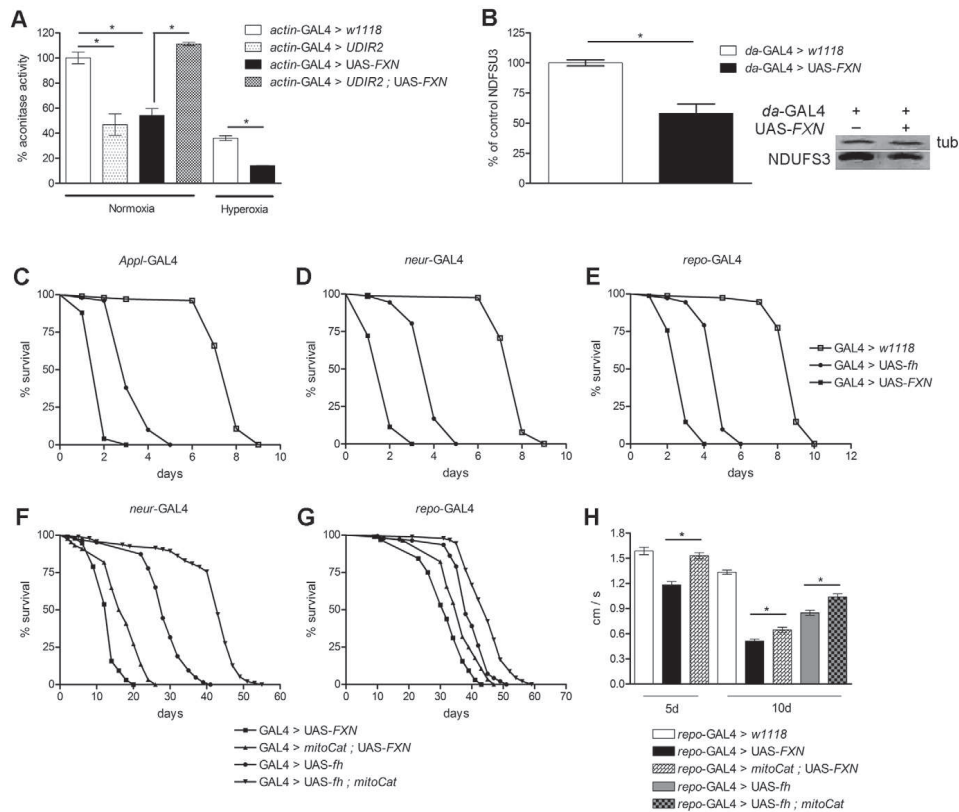 A
% aconitase activity
120
100
80
60
40
20
0
*
*
*
*
Normoxia
Hyperoxia
actin-GAL4 > w1118
actin-GAL4 > UDIR2
actin-GAL4 > UAS-FXN
actin-GAL4 > UDIR2 ; UAS-FXN
B
% of control NDFSU3
125
100
75
50
25
0
*
da-GAL4 > w1118
da-GAL4 > UAS-FXN
da-GAL4 + +
UAS-FXN – +
tub
NDUFS3
C
Appl-GAL4
% survival
100
75
50
25
0
0 2 4 6 8 10
days
D
neur-GAL4
% survival
100
75
50
25
0
0 2 4 6 8 10
days
E
repo-GAL4
% survival
100
75
50
25
0
0 2 4 6 8 10 12
days
GAL4 > w1118
GAL4 > UAS-fh
GAL4 > UAS-FXN
F
neur-GAL4
% survival
100
75
50
25
0
0 10 20 30 40 50 60
days
G
repo-GAL4
% survival
100
75
50
25
0
0 10 20 30 40 50 60 70
days
GAL4 > UAS-FXN
GAL4 > mitoCat ; UAS-FXN
GAL4 > UAS-fh
GAL4 > UAS-fh ; mitoCat
H
cm / s
1.8
1.5
1.2
0.9
0.6
0.3
0.0
*
*
*
5d
10d
repo-GAL4 > w1118
repo-GAL4 > UAS-FXN
repo-GAL4 > mitoCat ; UAS-FXN
repo-GAL4 > UAS-fh
repo-GAL4 > UAS-fh ; mitoCat